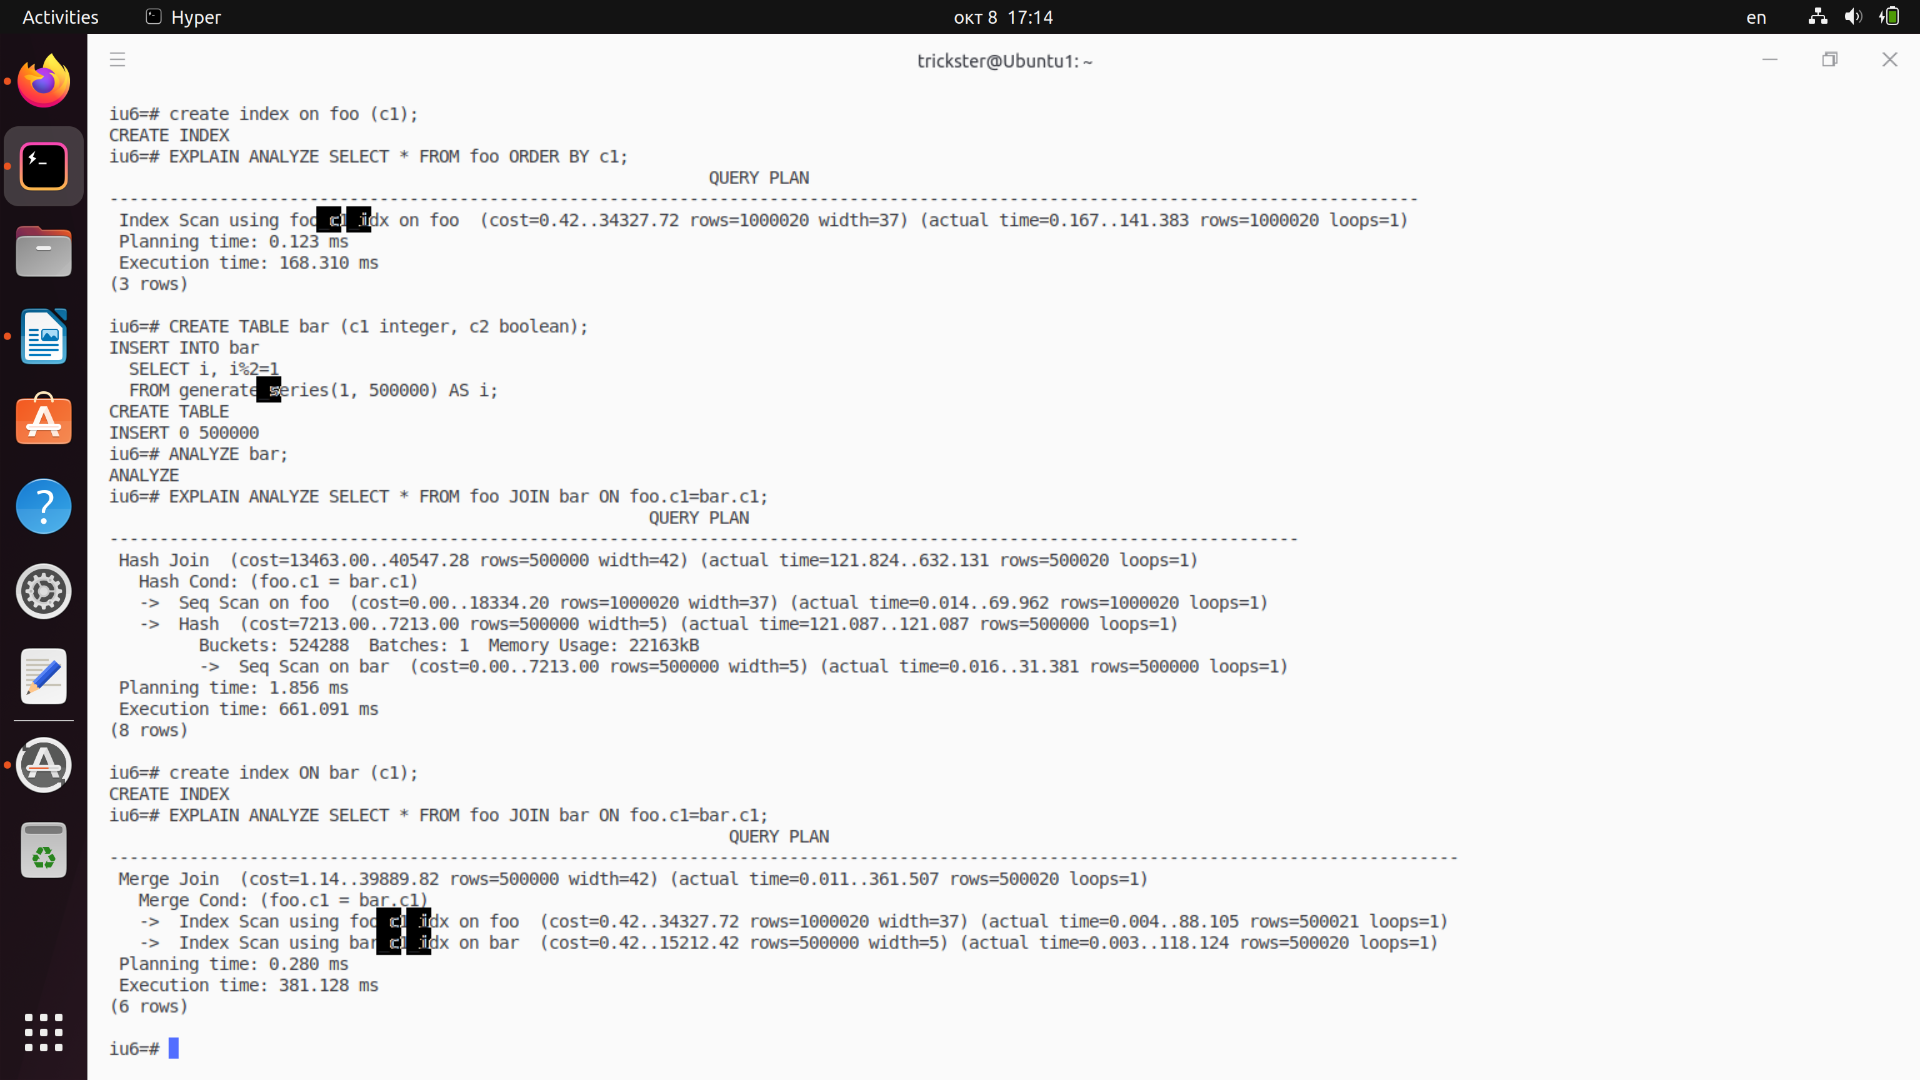 Activities
Hyper
окт 8 17:14
en
trickster@Ubuntu1: ~
iu6=# create index on foo (c1);
CREATE INDEX
iu6=# EXPLAIN ANALYZE SELECT * FROM foo ORDER BY c1;
QUERY PLAN
-----------------------------------------------------------------------------------------------------------------------------------
Index Scan using foo_c1_idx on foo  (cost=0.42..34327.72 rows=1000020 width=37) (actual time=0.167..141.383 rows=1000020 loops=1)
Planning time: 0.123 ms
Execution time: 168.310 ms
(3 rows)
iu6=# CREATE TABLE bar (c1 integer, c2 boolean);
INSERT INTO bar
SELECT i, i%2=1
FROM generate_series(1, 500000) AS i;
CREATE TABLE
INSERT 0 500000
iu6=# ANALYZE bar;
ANALYZE
iu6=# EXPLAIN ANALYZE SELECT * FROM foo JOIN bar ON foo.c1=bar.c1;
QUERY PLAN
-----------------------------------------------------------------------------------------------------------------------
Hash Join  (cost=13463.00..40547.28 rows=500000 width=42) (actual time=121.824..632.131 rows=500020 loops=1)
Hash Cond: (foo.c1 = bar.c1)
->  Seq Scan on foo  (cost=0.00..18334.20 rows=1000020 width=37) (actual time=0.014..69.962 rows=1000020 loops=1)
->  Hash  (cost=7213.00..7213.00 rows=500000 width=5) (actual time=121.087..121.087 rows=500000 loops=1)
Buckets: 524288  Batches: 1  Memory Usage: 22163kB
->  Seq Scan on bar  (cost=0.00..7213.00 rows=500000 width=5) (actual time=0.016..31.381 rows=500000 loops=1)
Planning time: 1.856 ms
Execution time: 661.091 ms
(8 rows)
iu6=# create index ON bar (c1);
CREATE INDEX
iu6=# EXPLAIN ANALYZE SELECT * FROM foo JOIN bar ON foo.c1=bar.c1;
QUERY PLAN
---------------------------------------------------------------------------------------------------------------------------------------
Merge Join  (cost=1.14..39889.82 rows=500000 width=42) (actual time=0.011..361.507 rows=500020 loops=1)
Merge Cond: (foo.c1 = bar.c1)
->  Index Scan using foo_c1_idx on foo  (cost=0.42..34327.72 rows=1000020 width=37) (actual time=0.004..88.105 rows=500021 loops=1)
->  Index Scan using bar_c1_idx on bar  (cost=0.42..15212.42 rows=500000 width=5) (actual time=0.003..118.124 rows=500020 loops=1)
Planning time: 0.280 ms
Execution time: 381.128 ms
(6 rows)
iu6=#